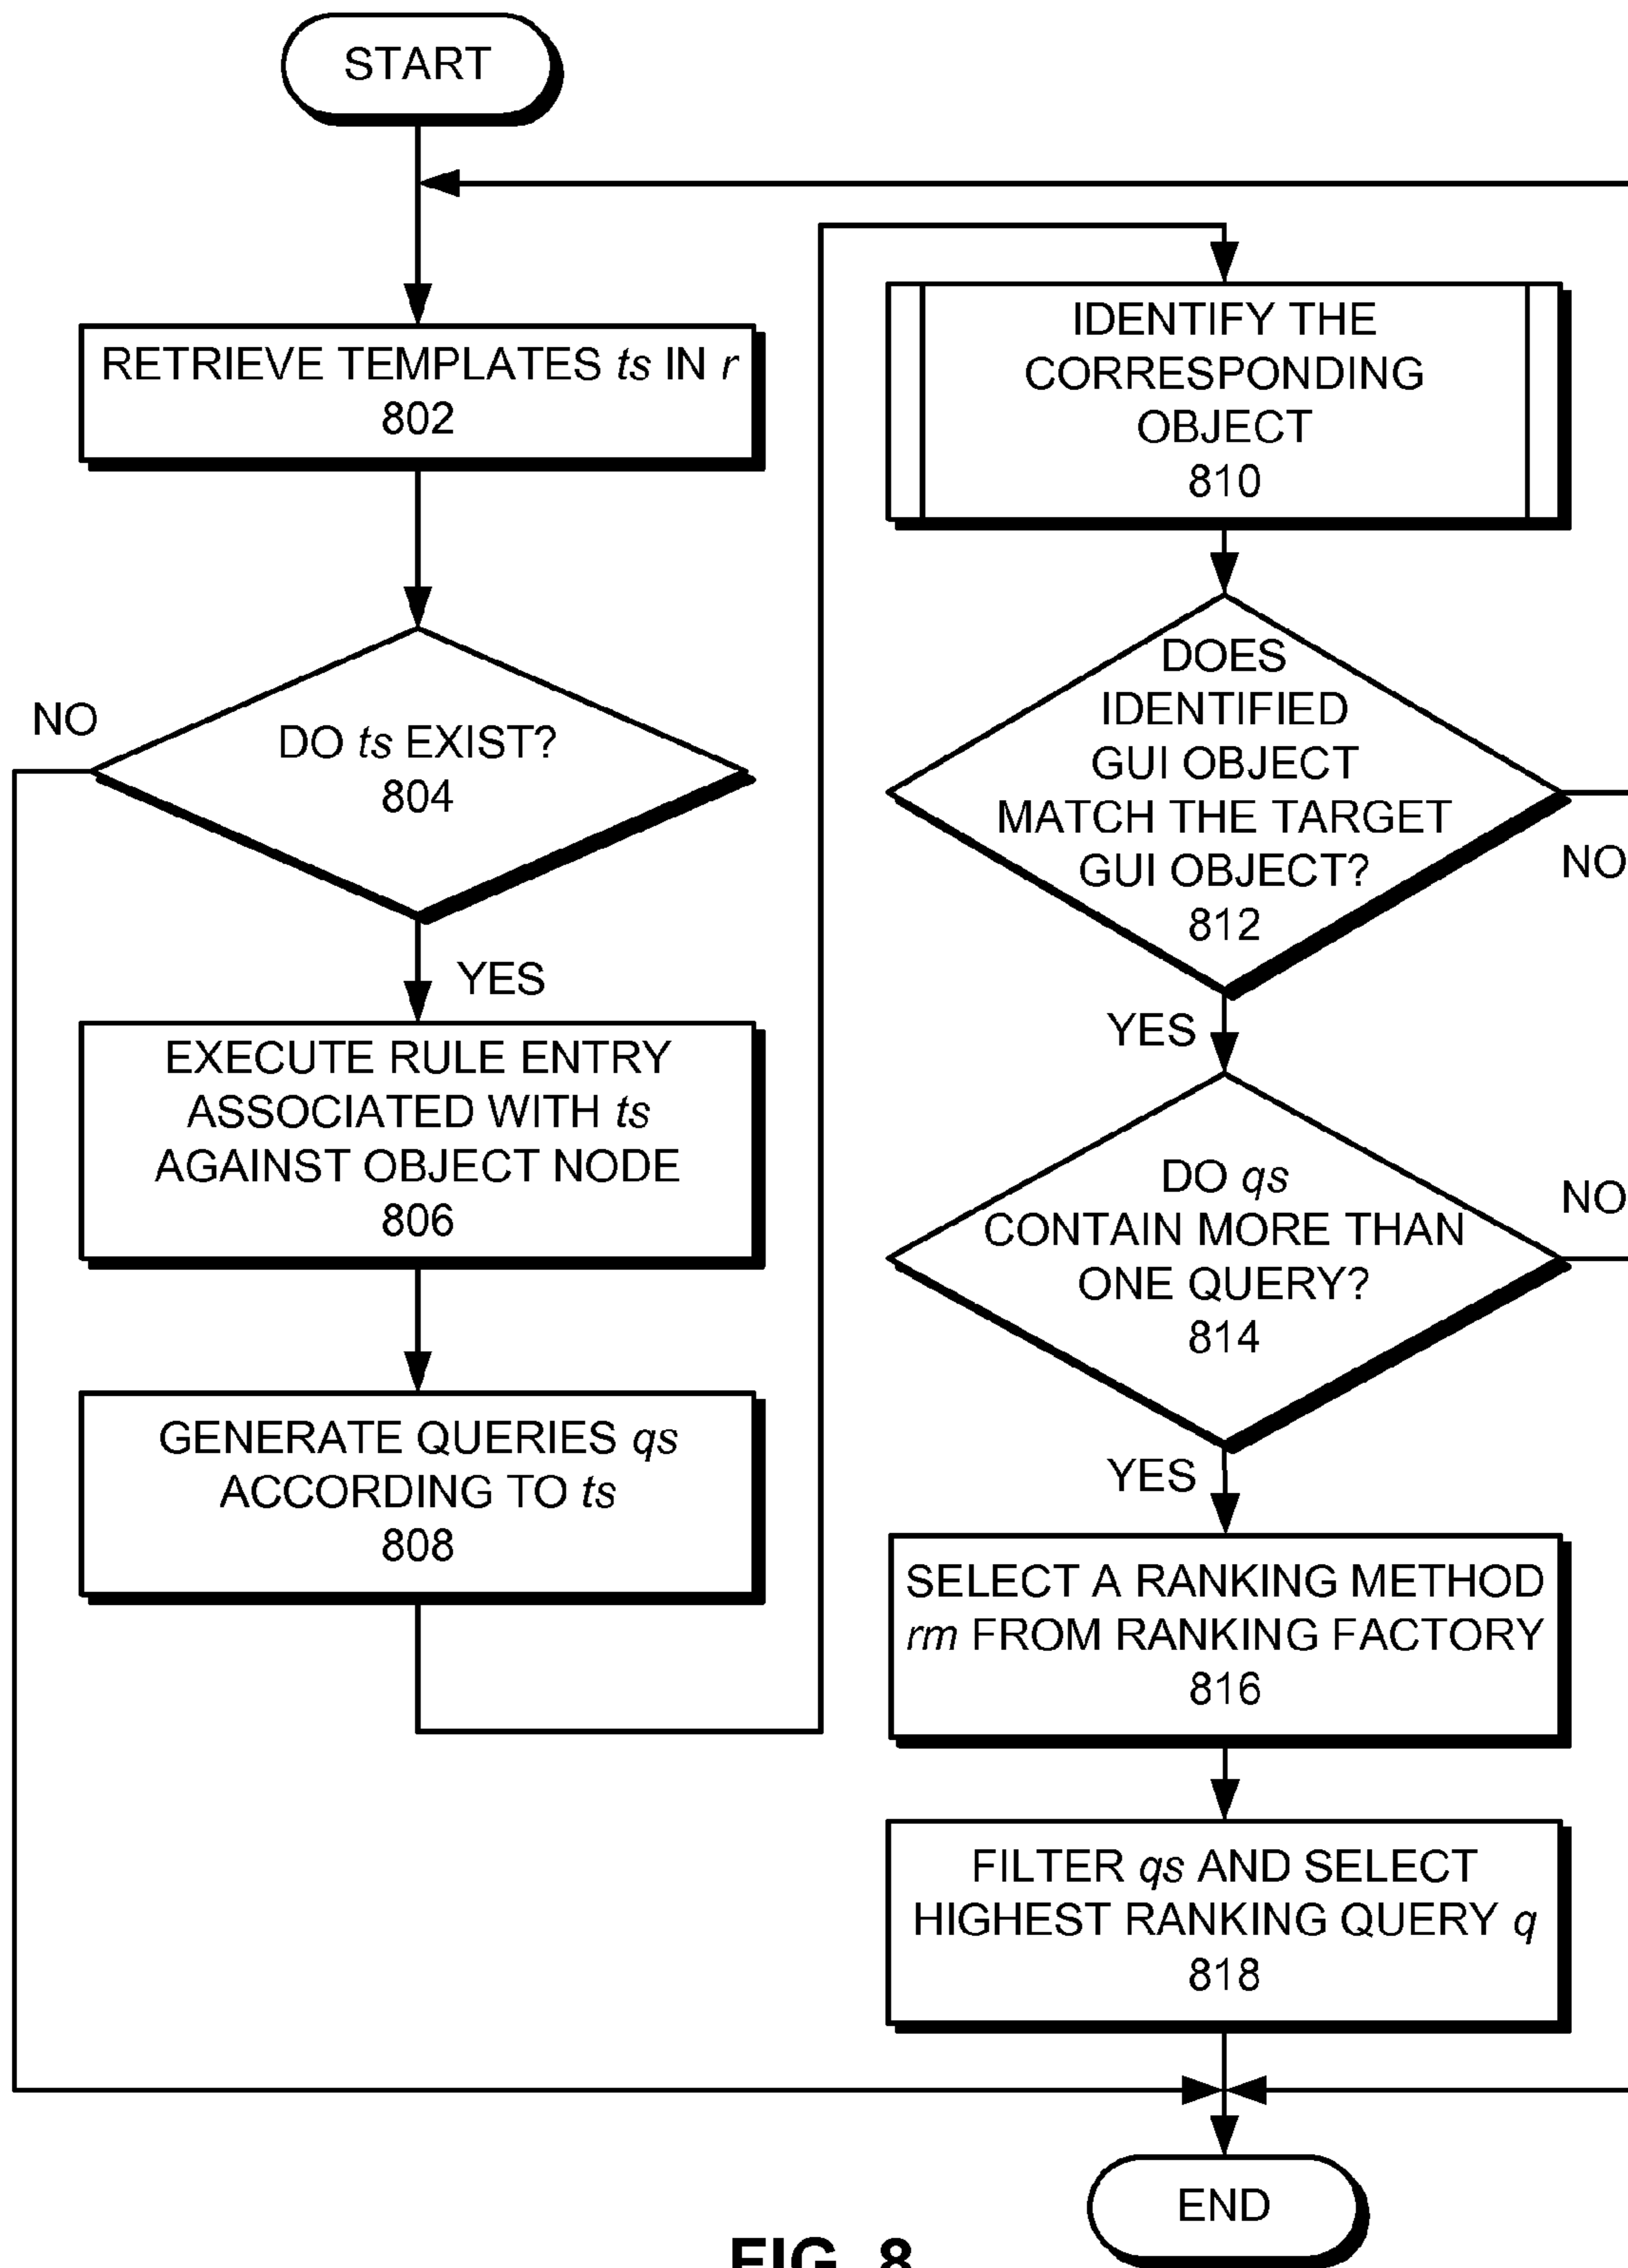 START
RETRIEVE TEMPLATES ts IN r
802
NO
DO ts EXIST?
804
YES
EXECUTE RULE ENTRY
ASSOCIATED WITH ts
AGAINST OBJECT NODE
806
GENERATE QUERIES qs
ACCORDING TO ts
808
IDENTIFY THE
CORRESPONDING
OBJECT
810
DOES
IDENTIFIED
GUI OBJECT
MATCH THE TARGET
GUI OBJECT?
812
NO
YES
DO qs
CONTAIN MORE THAN
ONE QUERY?
814
NO
YES
SELECT A RANKING METHOD
rm FROM RANKING FACTORY
816
FILTER qs AND SELECT
HIGHEST RANKING QUERY q
818
END
FIG. 8